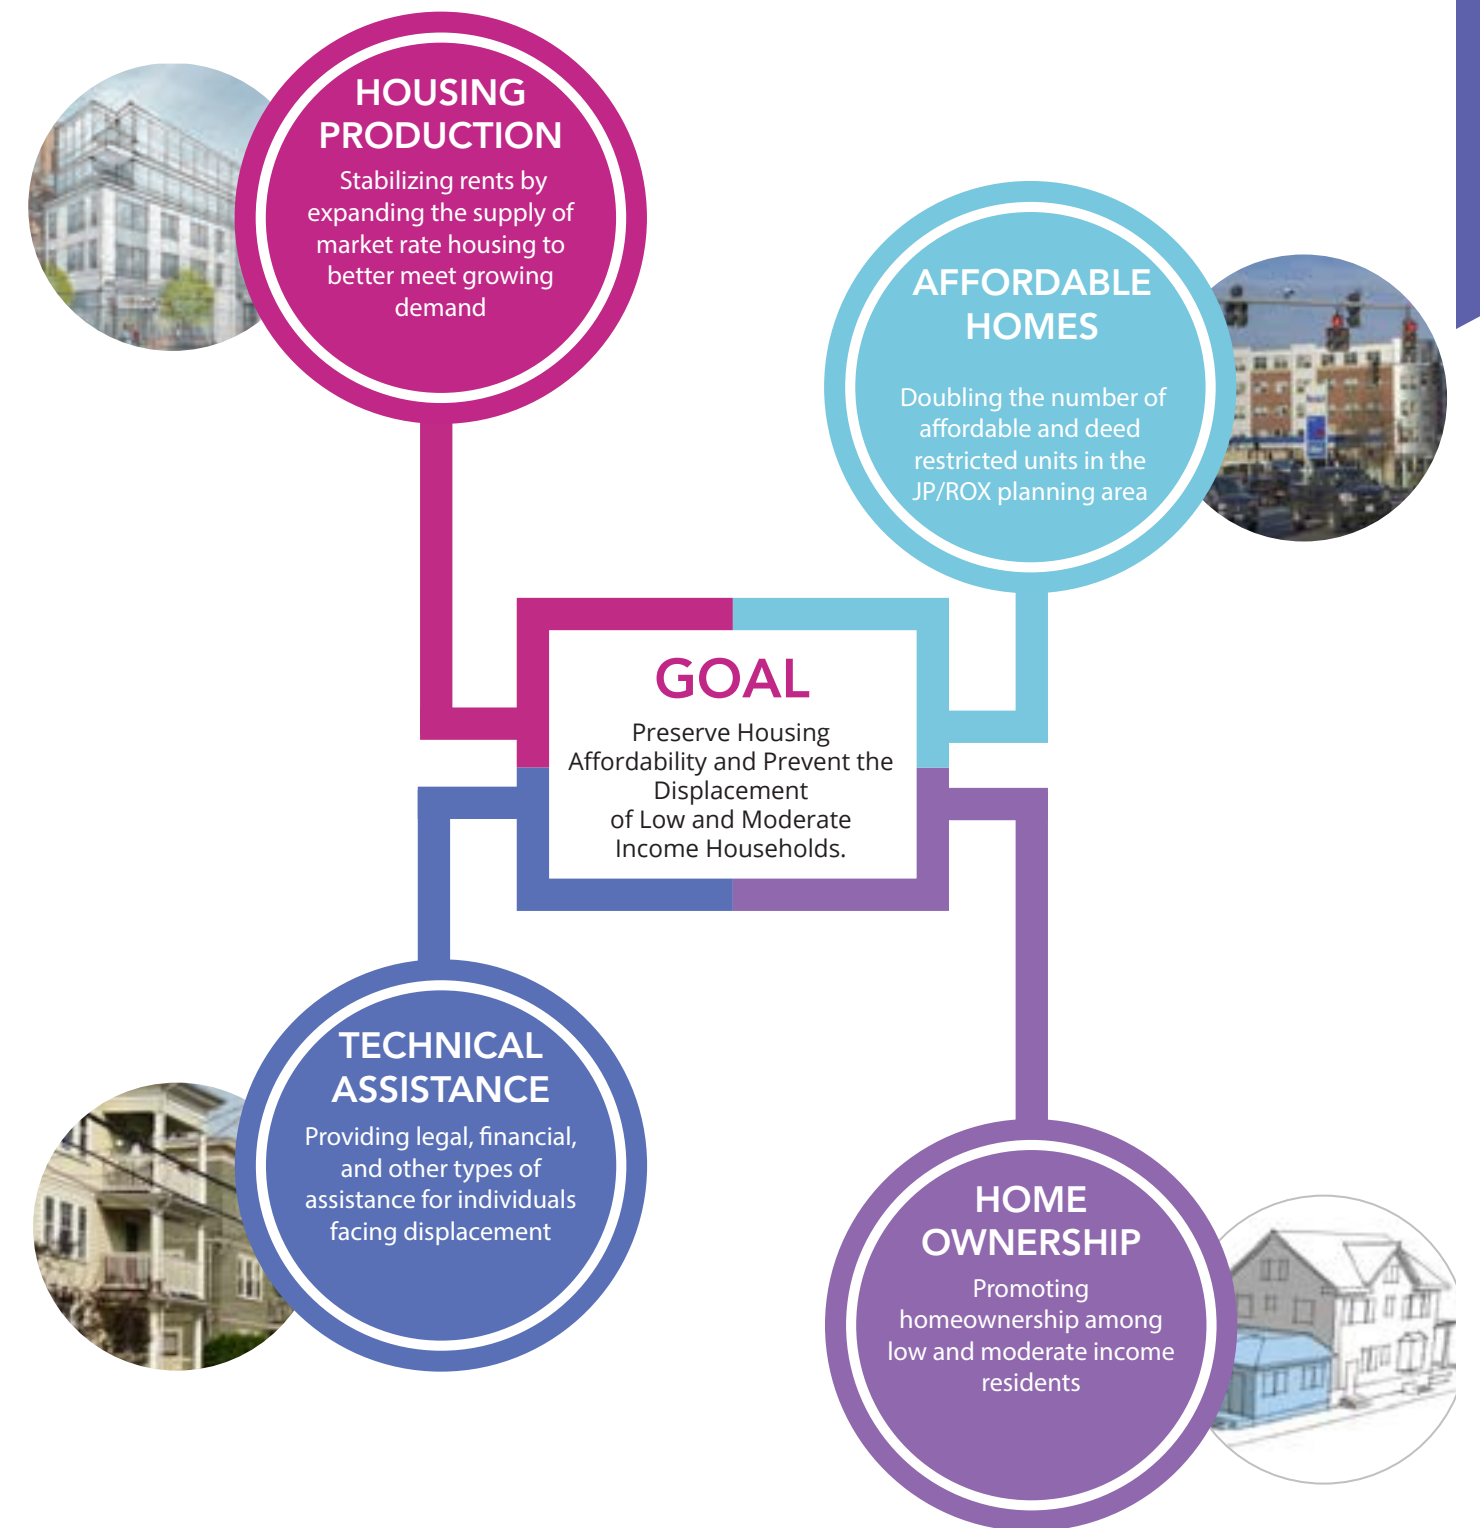 HOUSING
PRODUCTION
Stabilizing rents by
expanding the supply of
market rate housing to
better meet growing
demand
AFFORDABLE
HOMES
Doubling the number of
affordable and deed
restricted units in the
JP/ROX planning area
GOAL
Preserve Housing
Affordability and Prevent the
Displacement
of Low and Moderate
Income Households.
TECHNICAL
ASSISTANCE
Providing legal, financial,
and other types of
assistance for individuals
facing displacement
HOME
OWNERSHIP
Promoting
homeownership among
low and moderate income
residents